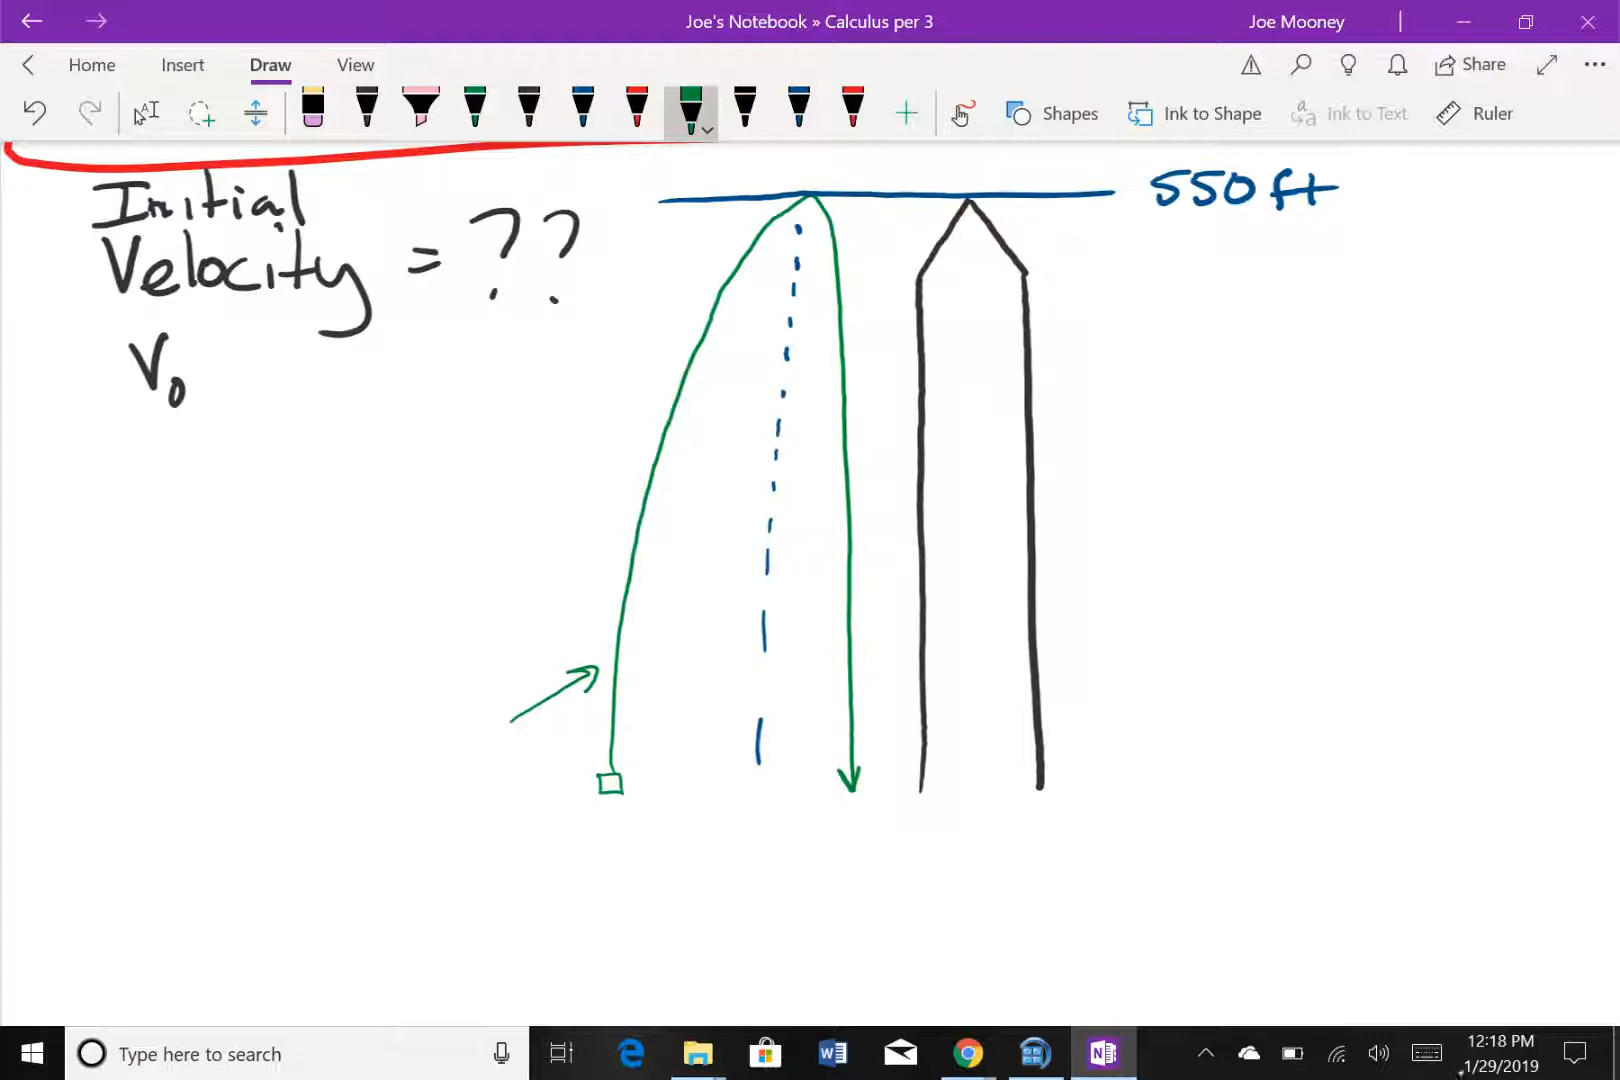 Joe's Notebook » Calculus per 3
Joe Mooney
Home
Insert
Draw
View
Share
Shapes
Ink to Shape
Ink to Text
Ruler
Initial
Velocity = ??
V₀
550 ft
Type here to search
12:18 PM
1/29/2019